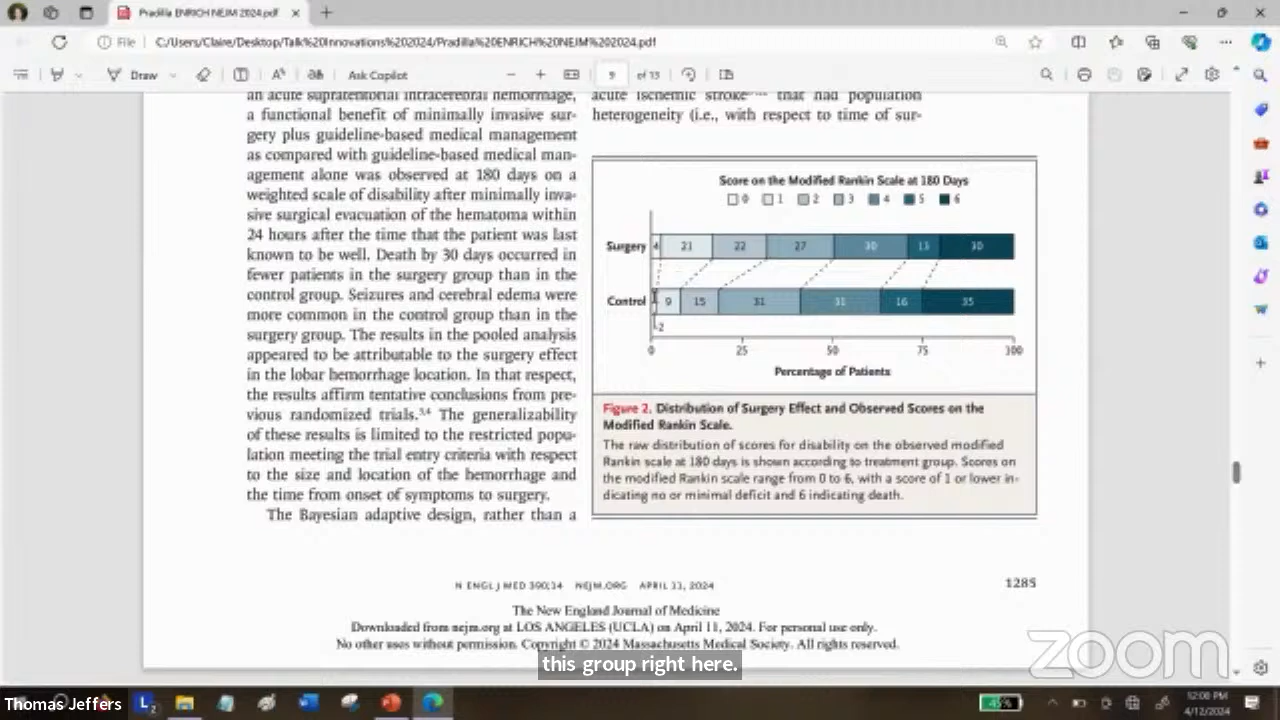 Pradilla ENRICH NEJM 2024.pdf
File
C:/Users/Claire/Desktop/Talk%20Innovations%202024/Pradilla%20ENRICH%20NEJM%202024.pdf
Draw
Ask Copilot
9 of 13
an acute supratentorial intracerebral hemorrhage,
a functional benefit of minimally invasive sur-
gery plus guideline-based medical management
as compared with guideline-based medical man-
agement alone was observed at 180 days on a
weighted scale of disability after minimally inva-
sive surgical evacuation of the hematoma within
24 hours after the time that the patient was last
known to be well. Death by 30 days occurred in
fewer patients in the surgery group than in the
control group. Seizures and cerebral edema were
more common in the control group than in the
surgery group. The results in the pooled analysis
appeared to be attributable to the surgery effect
in the lobar hemorrhage location. In that respect,
the results affirm tentative conclusions from pre-
vious randomized trials.3,4 The generalizability
of these results is limited to the restricted popu-
lation meeting the trial entry criteria with respect
to the size and location of the hemorrhage and
the time from onset of symptoms to surgery.
The Bayesian adaptive design, rather than a
acute ischemic stroke that had population
heterogeneity (i.e., with respect to time of sur-
Score on the Modified Rankin Scale at 180 Days
0 1 2 3 4 5 6
Surgery 4 21 22 27 30 13 30
Control 9 15 31 31 16 35
2
0 25 50 75 100
Percentage of Patients
Figure 2. Distribution of Surgery Effect and Observed Scores on the
Modified Rankin Scale.
The raw distribution of scores for disability on the observed modified
Rankin scale at 180 days is shown according to treatment group. Scores on
the modified Rankin scale range from 0 to 6, with a score of 1 or lower in-
dicating no or minimal deficit and 6 indicating death.
N ENGL J MED 390;14 NEJM.ORG APRIL 11, 2024
1285
The New England Journal of Medicine
Downloaded from nejm.org at LOS ANGELES (UCLA) on April 11, 2024. For personal use only.
No other uses without permission. Copyright © 2024 Massachusetts Medical Society. All rights reserved.
this group right here.
zoom
Thomas Jeffers
45%
12:06 PM
4/12/2024